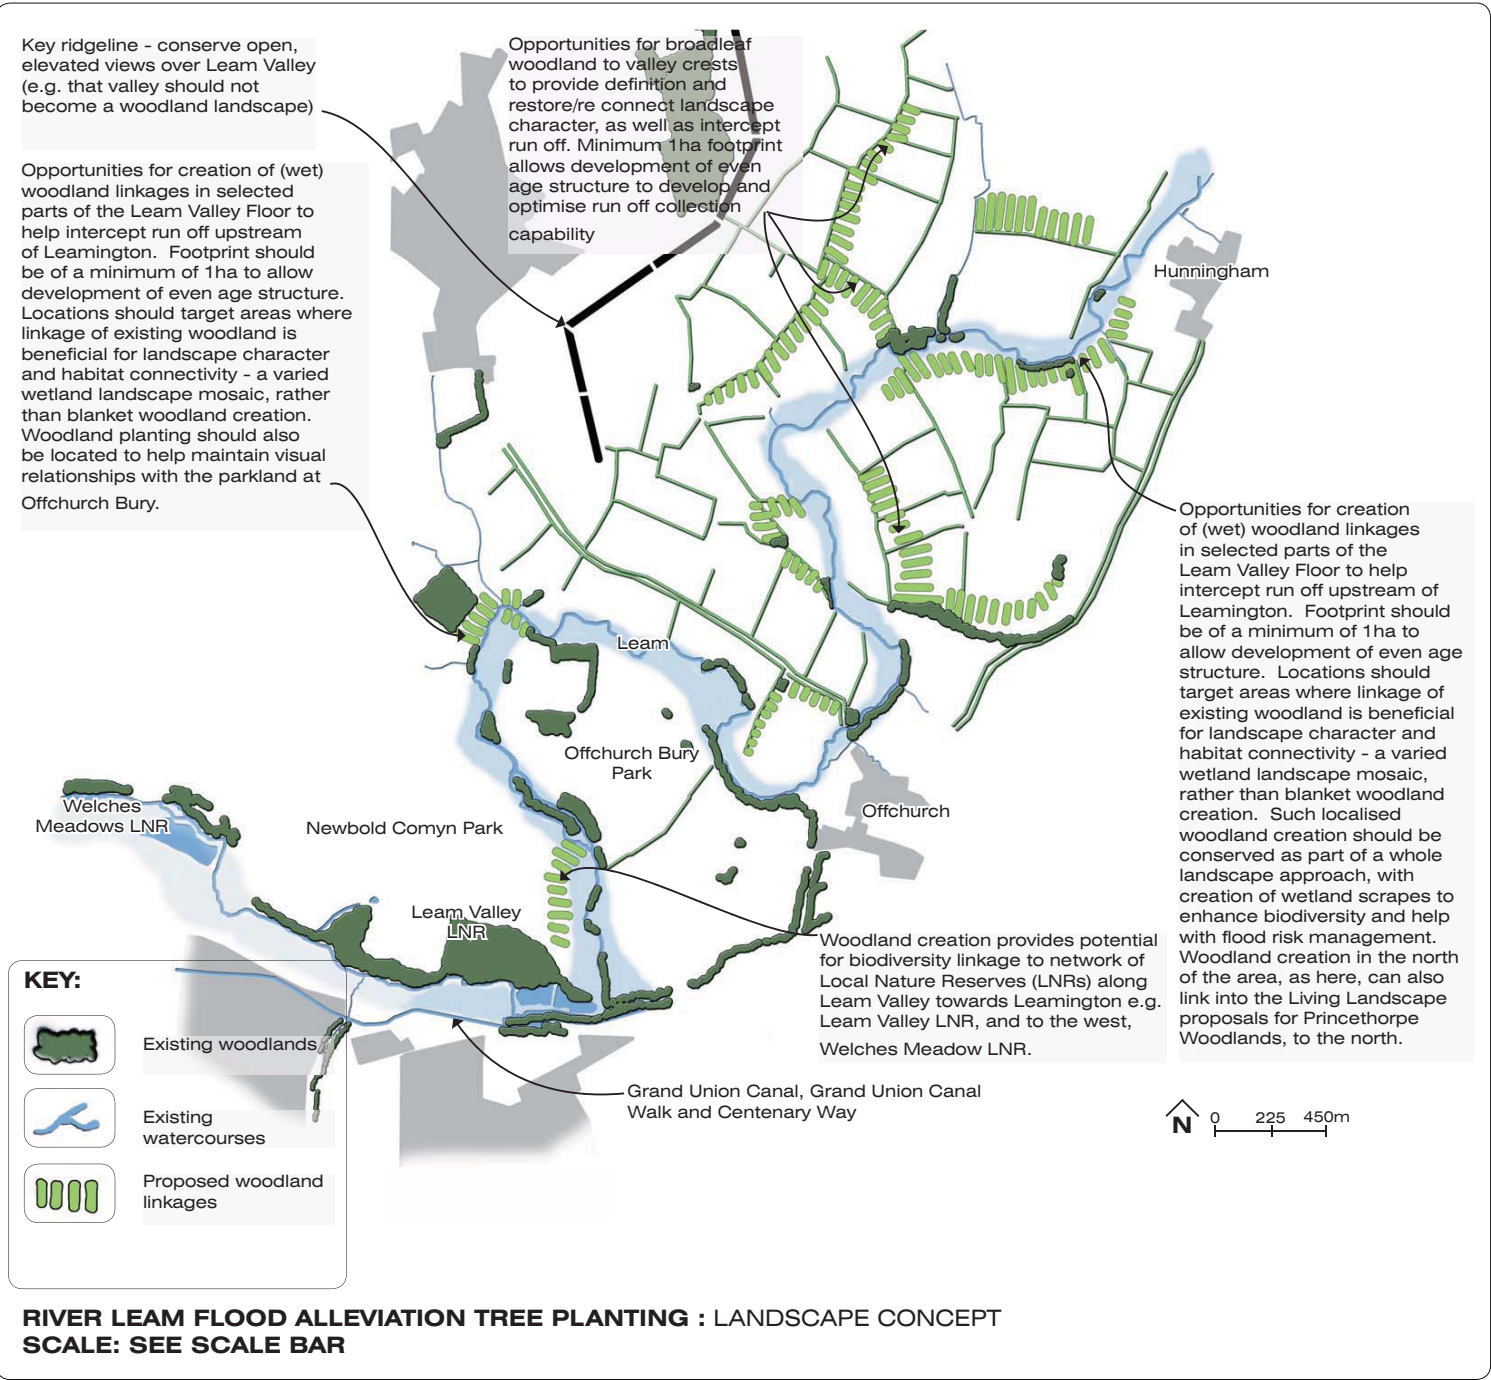 Key ridgeline - conserve open,
elevated views over Leam Valley
(e.g. that valley should not
become a woodland landscape)
Opportunities for broadleaf
woodland to valley crests
to provide definition and
restore/re connect landscape
character, as well as intercept
run off. Minimum 1ha footprint
allows development of even
age structure to develop and
optimise run off collection
capability
Opportunities for creation of (wet)
woodland linkages in selected
parts of the Leam Valley Floor to
help intercept run off upstream
of Leamington. Footprint should
be of a minimum of 1ha to allow
development of even age structure.
Locations should target areas where
linkage of existing woodland is
beneficial for landscape character
and habitat connectivity - a varied
wetland landscape mosaic, rather
than blanket woodland creation.
Woodland planting should also
be located to help maintain visual
relationships with the parkland at
Offchurch Bury.
Hunningham
Opportunities for creation
of (wet) woodland linkages
in selected parts of the
Leam Valley Floor to help
intercept run off upstream of
Leamington. Footprint should
be of a minimum of 1ha to
allow development of even age
structure. Locations should
target areas where linkage of
existing woodland is beneficial
for landscape character and
habitat connectivity - a varied
wetland landscape mosaic,
rather than blanket woodland
creation. Such localised
woodland creation should be
conserved as part of a whole
landscape approach, with
creation of wetland scrapes to
enhance biodiversity and help
with flood risk management.
Woodland creation in the north
of the area, as here, can also
link into the Living Landscape
proposals for Princethorpe
Woodlands, to the north.
Leam
Offchurch Bury
Park
Offchurch
Welches
Meadows LNR
Newbold Comyn Park
Leam Valley
LNR
Woodland creation provides potential
for biodiversity linkage to network of
Local Nature Reserves (LNRs) along
Leam Valley towards Leamington e.g.
Leam Valley LNR, and to the west,
Welches Meadow LNR.
Grand Union Canal, Grand Union Canal
Walk and Centenary Way
KEY:
Existing woodlands
Existing
watercourses
Proposed woodland
linkages
N 0 225 450m
RIVER LEAM FLOOD ALLEVIATION TREE PLANTING : LANDSCAPE CONCEPT
SCALE: SEE SCALE BAR